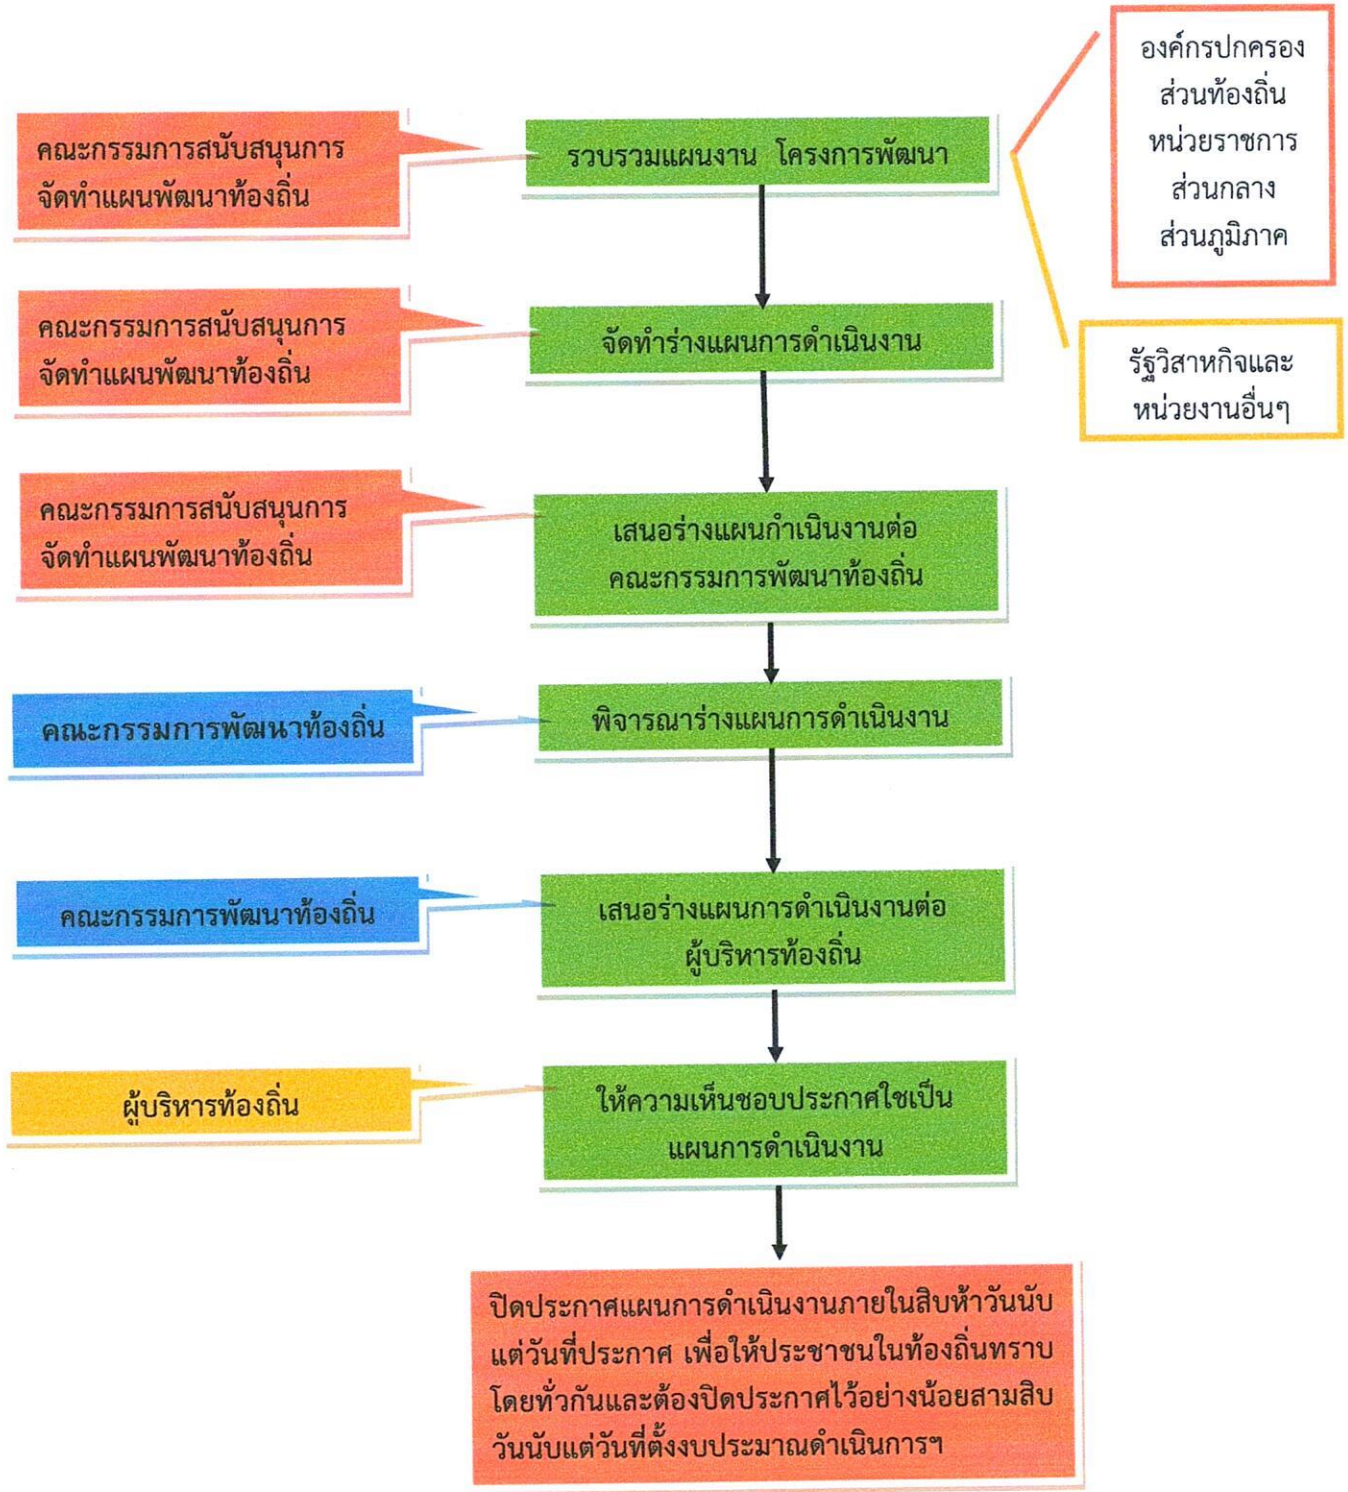 องค์กรปกครอง
ส่วนท้องถิ่น
หน่วยราชการ
ส่วนกลาง
ส่วนภูมิภาค
คณะกรรมการสนับสนุนการ
จัดทำแผนพัฒนาท้องถิ่น
รวบรวมแผนงาน โครงการพัฒนา
คณะกรรมการสนับสนุนการ
จัดทำแผนพัฒนาท้องถิ่น
จัดทำร่างแผนการดำเนินงาน
รัฐวิสาหกิจและ
หน่วยงานอื่นๆ
คณะกรรมการสนับสนุนการ
จัดทำแผนพัฒนาท้องถิ่น
เสนอร่างแผนกำเนินงานต่อ
คณะกรรมการพัฒนาท้องถิ่น
คณะกรรมการพัฒนาท้องถิ่น
พิจารณาร่างแผนการดำเนินงาน
คณะกรรมการพัฒนาท้องถิ่น
เสนอร่างแผนการดำเนินงานต่อ
ผู้บริหารท้องถิ่น
ผู้บริหารท้องถิ่น
ให้ความเห็นชอบประกาศใชเป็น
แผนการดำเนินงาน
ปิดประกาศแผนการดำเนินงานภายในสิบห้าวันนับ
แต่วันที่ประกาศ เพื่อให้ประชาชนในท้องถิ่นทราบ
โดยทั่วกันและต้องปิดประกาศไว้อย่างน้อยสามสิบ
วันนับแต่วันที่ตั้งงบประมาณดำเนินการฯ